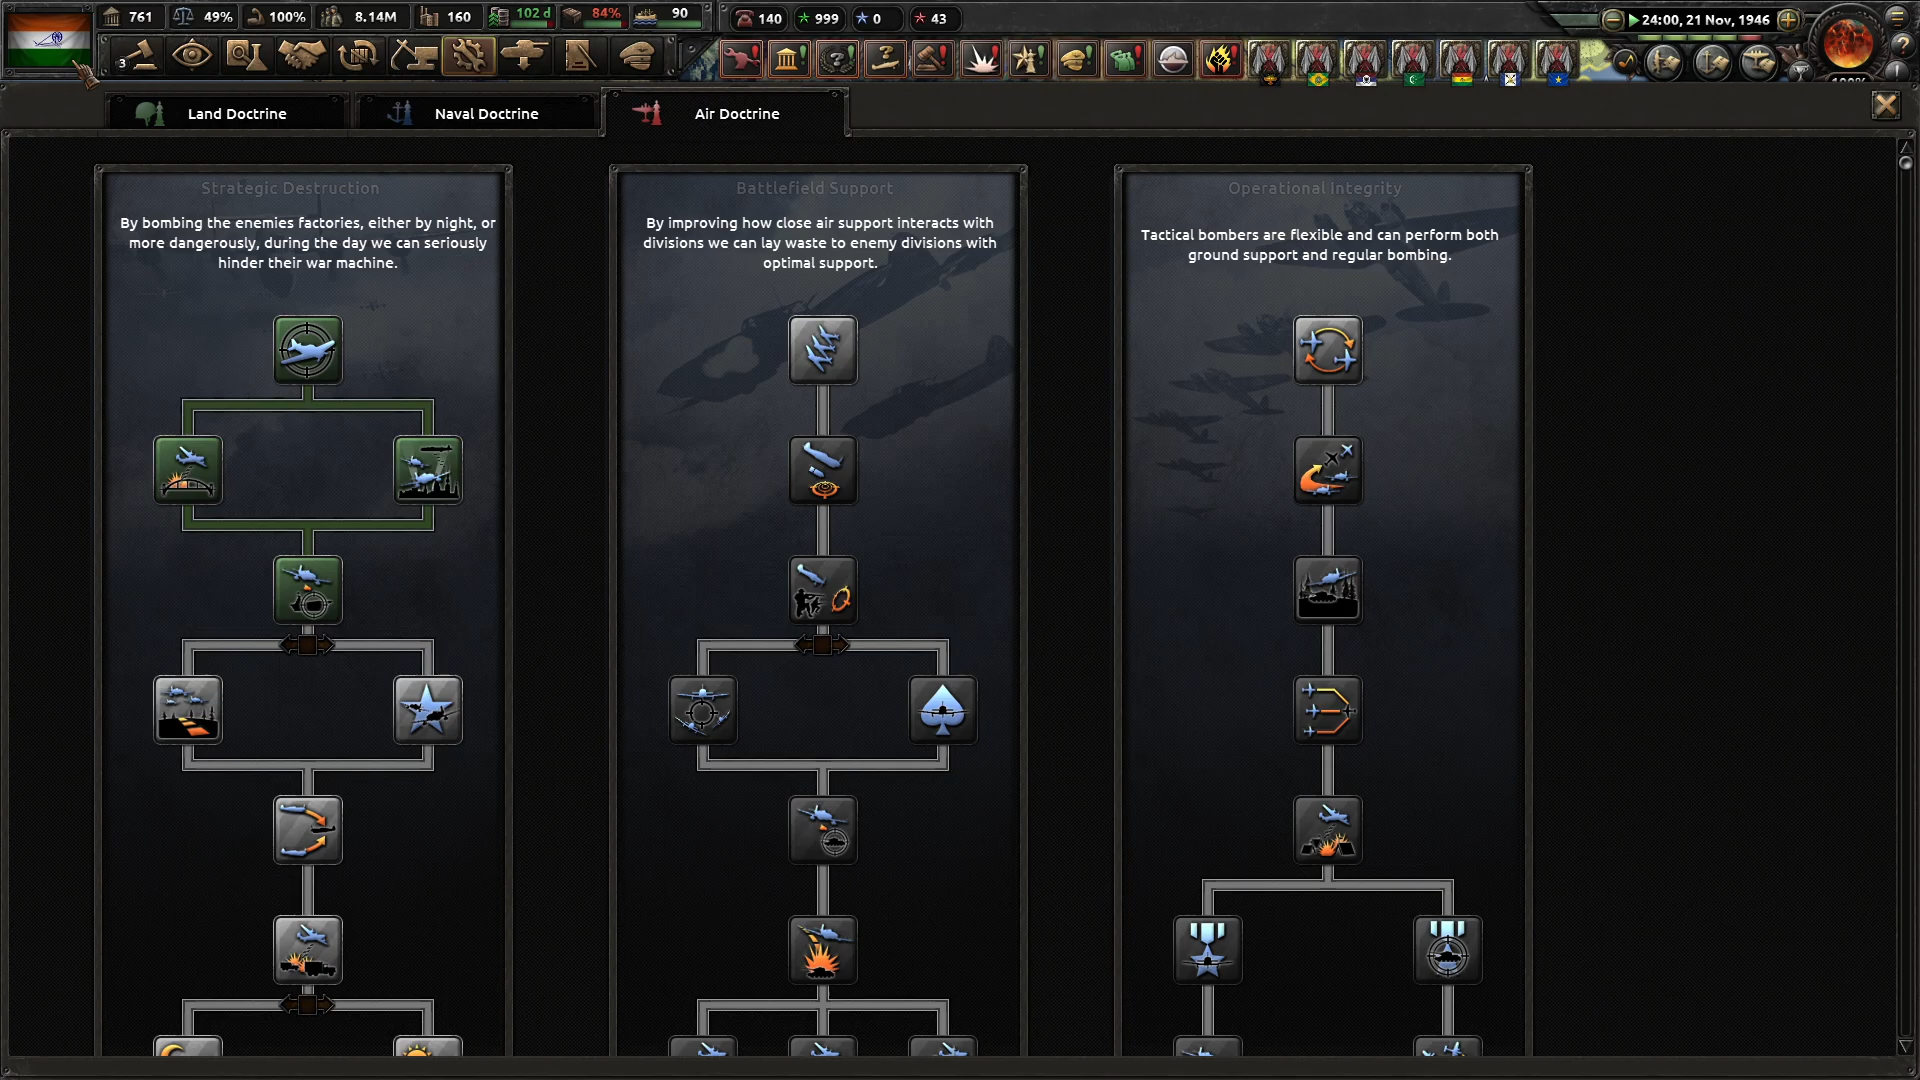 761 49% 100% 8.14M 160 102 d 84% 90 140 999 0 43 24:00, 21 Nov, 1946
3
Land Doctrine Naval Doctrine Air Doctrine
Strategic Destruction
By bombing the enemies factories, either by night, or
more dangerously, during the day we can seriously
hinder their war machine.
Battlefield Support
By improving how close air support interacts with
divisions we can lay waste to enemy divisions with
optimal support.
Operational Integrity
Tactical bombers are flexible and can perform both
ground support and regular bombing.